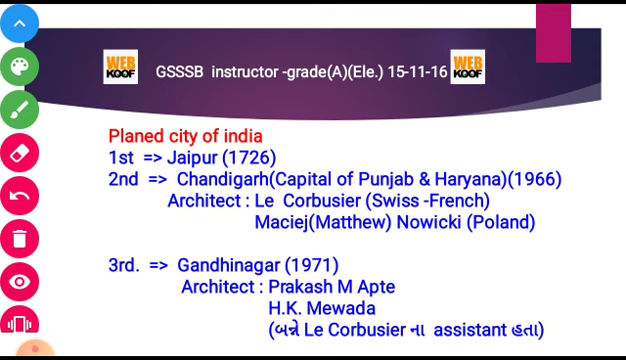 WEB
KOOF
GSSSB instructor -grade(A)(Ele.) 15-11-16
WEB
KOOF
Planed city of india
1st => Jaipur (1726)
2nd => Chandigarh(Capital of Punjab & Haryana)(1966)
Architect : Le Corbusier (Swiss -French)
Maciej(Matthew) Nowicki (Poland)
3rd. => Gandhinagar (1971)
Architect : Prakash M Apte
H.K. Mewada
(બન્ને Le Corbusier ના assistant હતા)